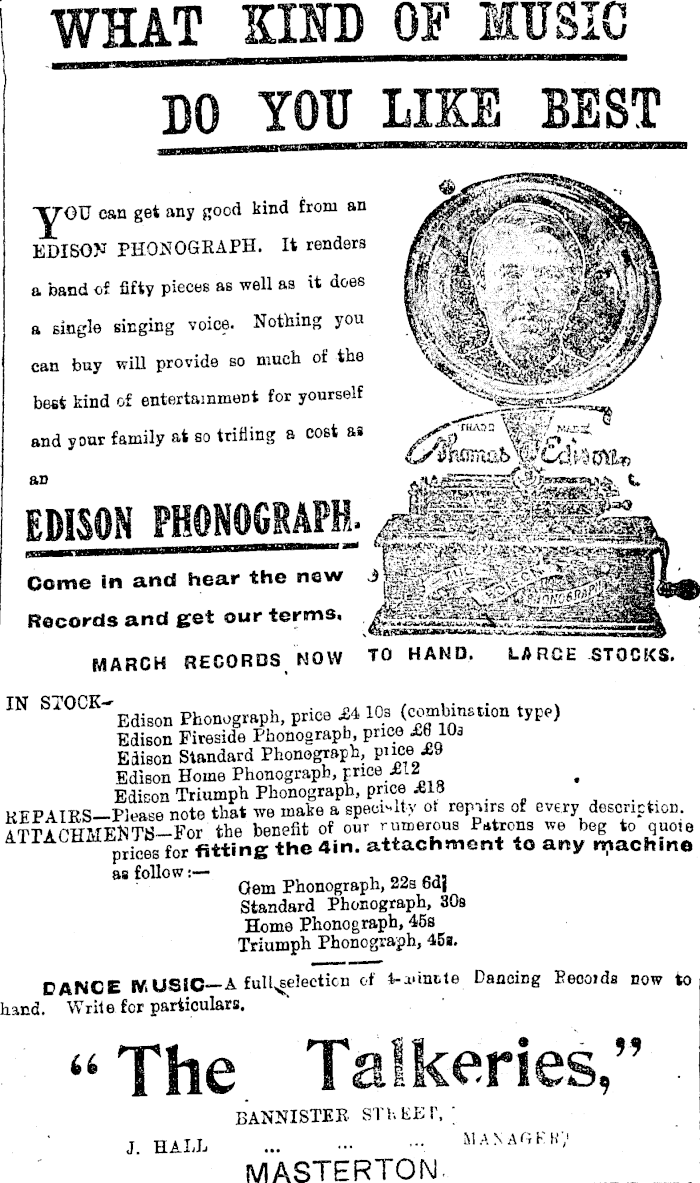 WHAT KIND OF MUSIC
DO YOU LIKE BEST
YOU can get any good kind from an
EDISON PHONOGRAPH. It renders
a band of fifty pieces as well as it does
a single singing voice. Nothing you
can buy will provide so much of the
best kind of entertainment for yourself
and your family at so trifling a cost as
an
EDISON PHONOGRAPH.
Come in and hear the new
Records and get our terms.
TRADE MARK
Thomas A Edison
THE
EDISON
PHONOGRAPH
MARCH RECORDS NOW TO HAND. LARGE STOCKS.
IN STOCK—
Edison Phonograph, price £4 10s (combination type)
Edison Fireside Phonograph, price £6 10s
Edison Standard Phonograph, price £9
Edison Home Phonograph, price £12
Edison Triumph Phonograph, price £18
REPAIRS—Please note that we make a specialty of repairs of every description.
ATTACHMENTS—For the benefit of our numerous Patrons we beg to quote
prices for fitting the 4in. attachment to any machine
as follow:—
Gem Phonograph, 22s 6d
Standard Phonograph, 30s
Home Phonograph, 45s
Triumph Phonograph, 45s.
DANCE MUSIC—A full selection of 4-minute Dancing Records now to
hand. Write for particulars.
"The Talkeries,"
BANNISTER STREET,
J. HALL ... ... ... MANAGER
MASTERTON.